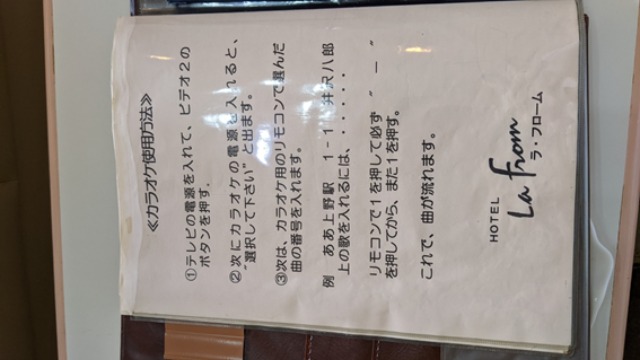 ≪カラオケ使用方法≫
①テレビの電源を入れて、ビデオ2の
ボタンを押す.
②次にカラオケの電源を入れると、
"選択して下さい"と出ます。
③次は、カラオケ用のリモコンで選んだ
曲の番号を入れます。
例 ああ上野駅 1-1 井沢八郎
上の歌を入れるには、・・・・・・
リモコンで1を押して必ず "-"
を押してから、また1を押す。
これで、曲が流れます。
HOTEL
La From
ラ・フローム